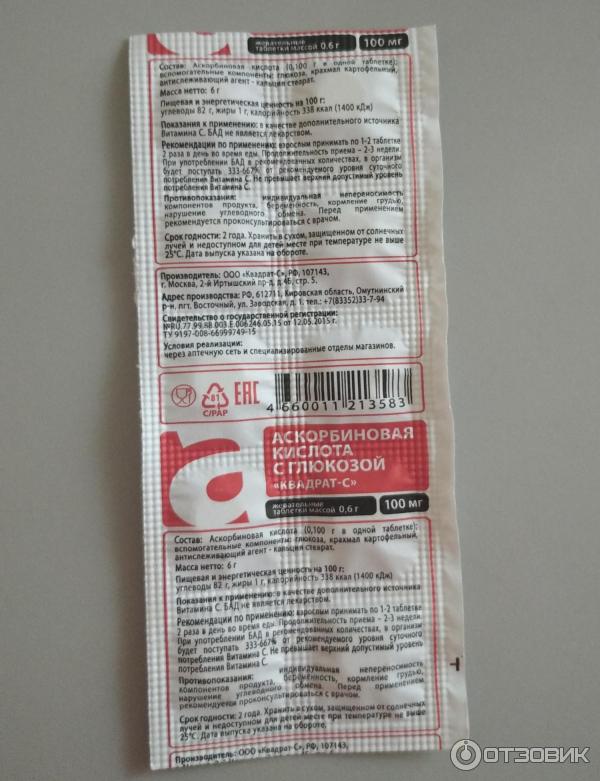 а
жевательные
таблетки массой 0,6 г
100 мг
Состав: Аскорбиновая кислота (0,100 г в одной таблетке);
вспомогательные компоненты: глюкоза, крахмал картофельный,
антислеживающий агент - кальция стеарат.
Масса нетто: 6 г
Пищевая и энергетическая ценность на 100 г:
углеводы 82 г, жиры 1 г, калорийность 338 ккал (1400 кДж)
Показания к применению: в качестве дополнительного источника
Витамина С. БАД не является лекарством.
Рекомендации по применению: взрослым принимать по 1-2 таблетке
2 раза в день во время еды. Продолжительность приема – 2-3 недели.
При употреблении БАД в рекомендованных количествах, в организм
будет поступать 333-667% от рекомендуемого уровня суточного
потребления Витамина С. Не превышает верхний допустимый уровень
потребления Витамина С.
Противопоказания: индивидуальная непереносимость
компонентов продукта, беременность, кормление грудью,
нарушение углеводного обмена. Перед применением
рекомендуется проконсультироваться с врачом.
Срок годности: 2 года. Хранить в сухом, защищенном от солнечных
лучей и недоступном для детей месте при температуре не выше
25°С. Дата выпуска указана на обороте.
Производитель: ООО «Квадрат-С», РФ, 107143,
г. Москва, 2-й Иртышский пр-д, д.4Б, стр. 5.
Адрес производства: РФ, 612711, Кировская область, Омутнинский
р-н, пгт. Восточный, ул. Заводская, д. 1. тел.: +7(83352)33-7-94
Свидетельство о государственной регистрации:
№RU.77.99.88.003.Е.006246.05.15 от 12.05.2015 г.
ТУ 9197-008-66999749-15
Условия реализации:
через аптечную сеть и специализированные отделы магазинов.
81
C/PAP
ЕАС
4 660011 213583
а
АСКОРБИНОВАЯ
КИСЛОТА
С ГЛЮКОЗОЙ
«КВАДРАТ-С»
жевательные
таблетки массой 0,6 г
100 мг
Состав: Аскорбиновая кислота (0,100 г в одной таблетке);
вспомогательные компоненты: глюкоза, крахмал картофельный,
антислеживающий агент - кальция стеарат.
Масса нетто: 6 г
Пищевая и энергетическая ценность на 100 г:
углеводы 82 г, жиры 1 г, калорийность 338 ккал (1400 кДж)
Показания к применению: в качестве дополнительного источника
Витамина С. БАД не является лекарством.
Рекомендации по применению: взрослым принимать по 1-2 таблетке
2 раза в день во время еды. Продолжительность приема – 2-3 недели.
При употреблении БАД в рекомендованных количествах, в организм
будет поступать 333-667% от рекомендуемого уровня суточного
потребления Витамина С. Не превышает верхний допустимый уровень
потребления Витамина С.
Противопоказания: индивидуальная непереносимость
компонентов продукта, беременность, кормление грудью,
нарушение углеводного обмена. Перед применением
рекомендуется проконсультироваться с врачом.
Срок годности: 2 года. Хранить в сухом, защищенном от солнечных
лучей и недоступном для детей месте при температуре не выше
25°С. Дата выпуска указана на обороте.
Производитель: ООО «Квадрат-С», РФ, 107143,
Т
ОТЗОВИК